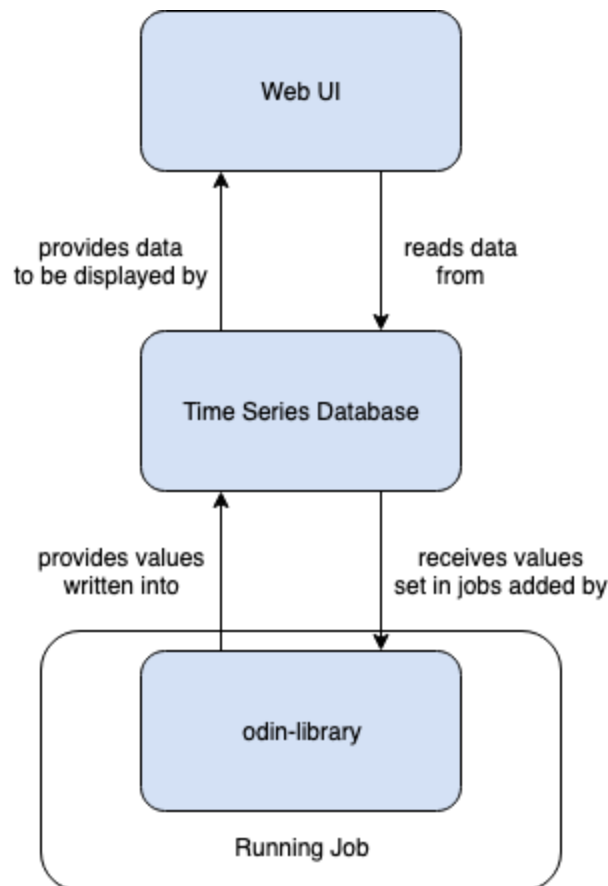 Web UI
provides data
to be displayed by
reads data
from
Time Series Database
provides values
written into
receives values
set in jobs added by
odin-library
Running Job